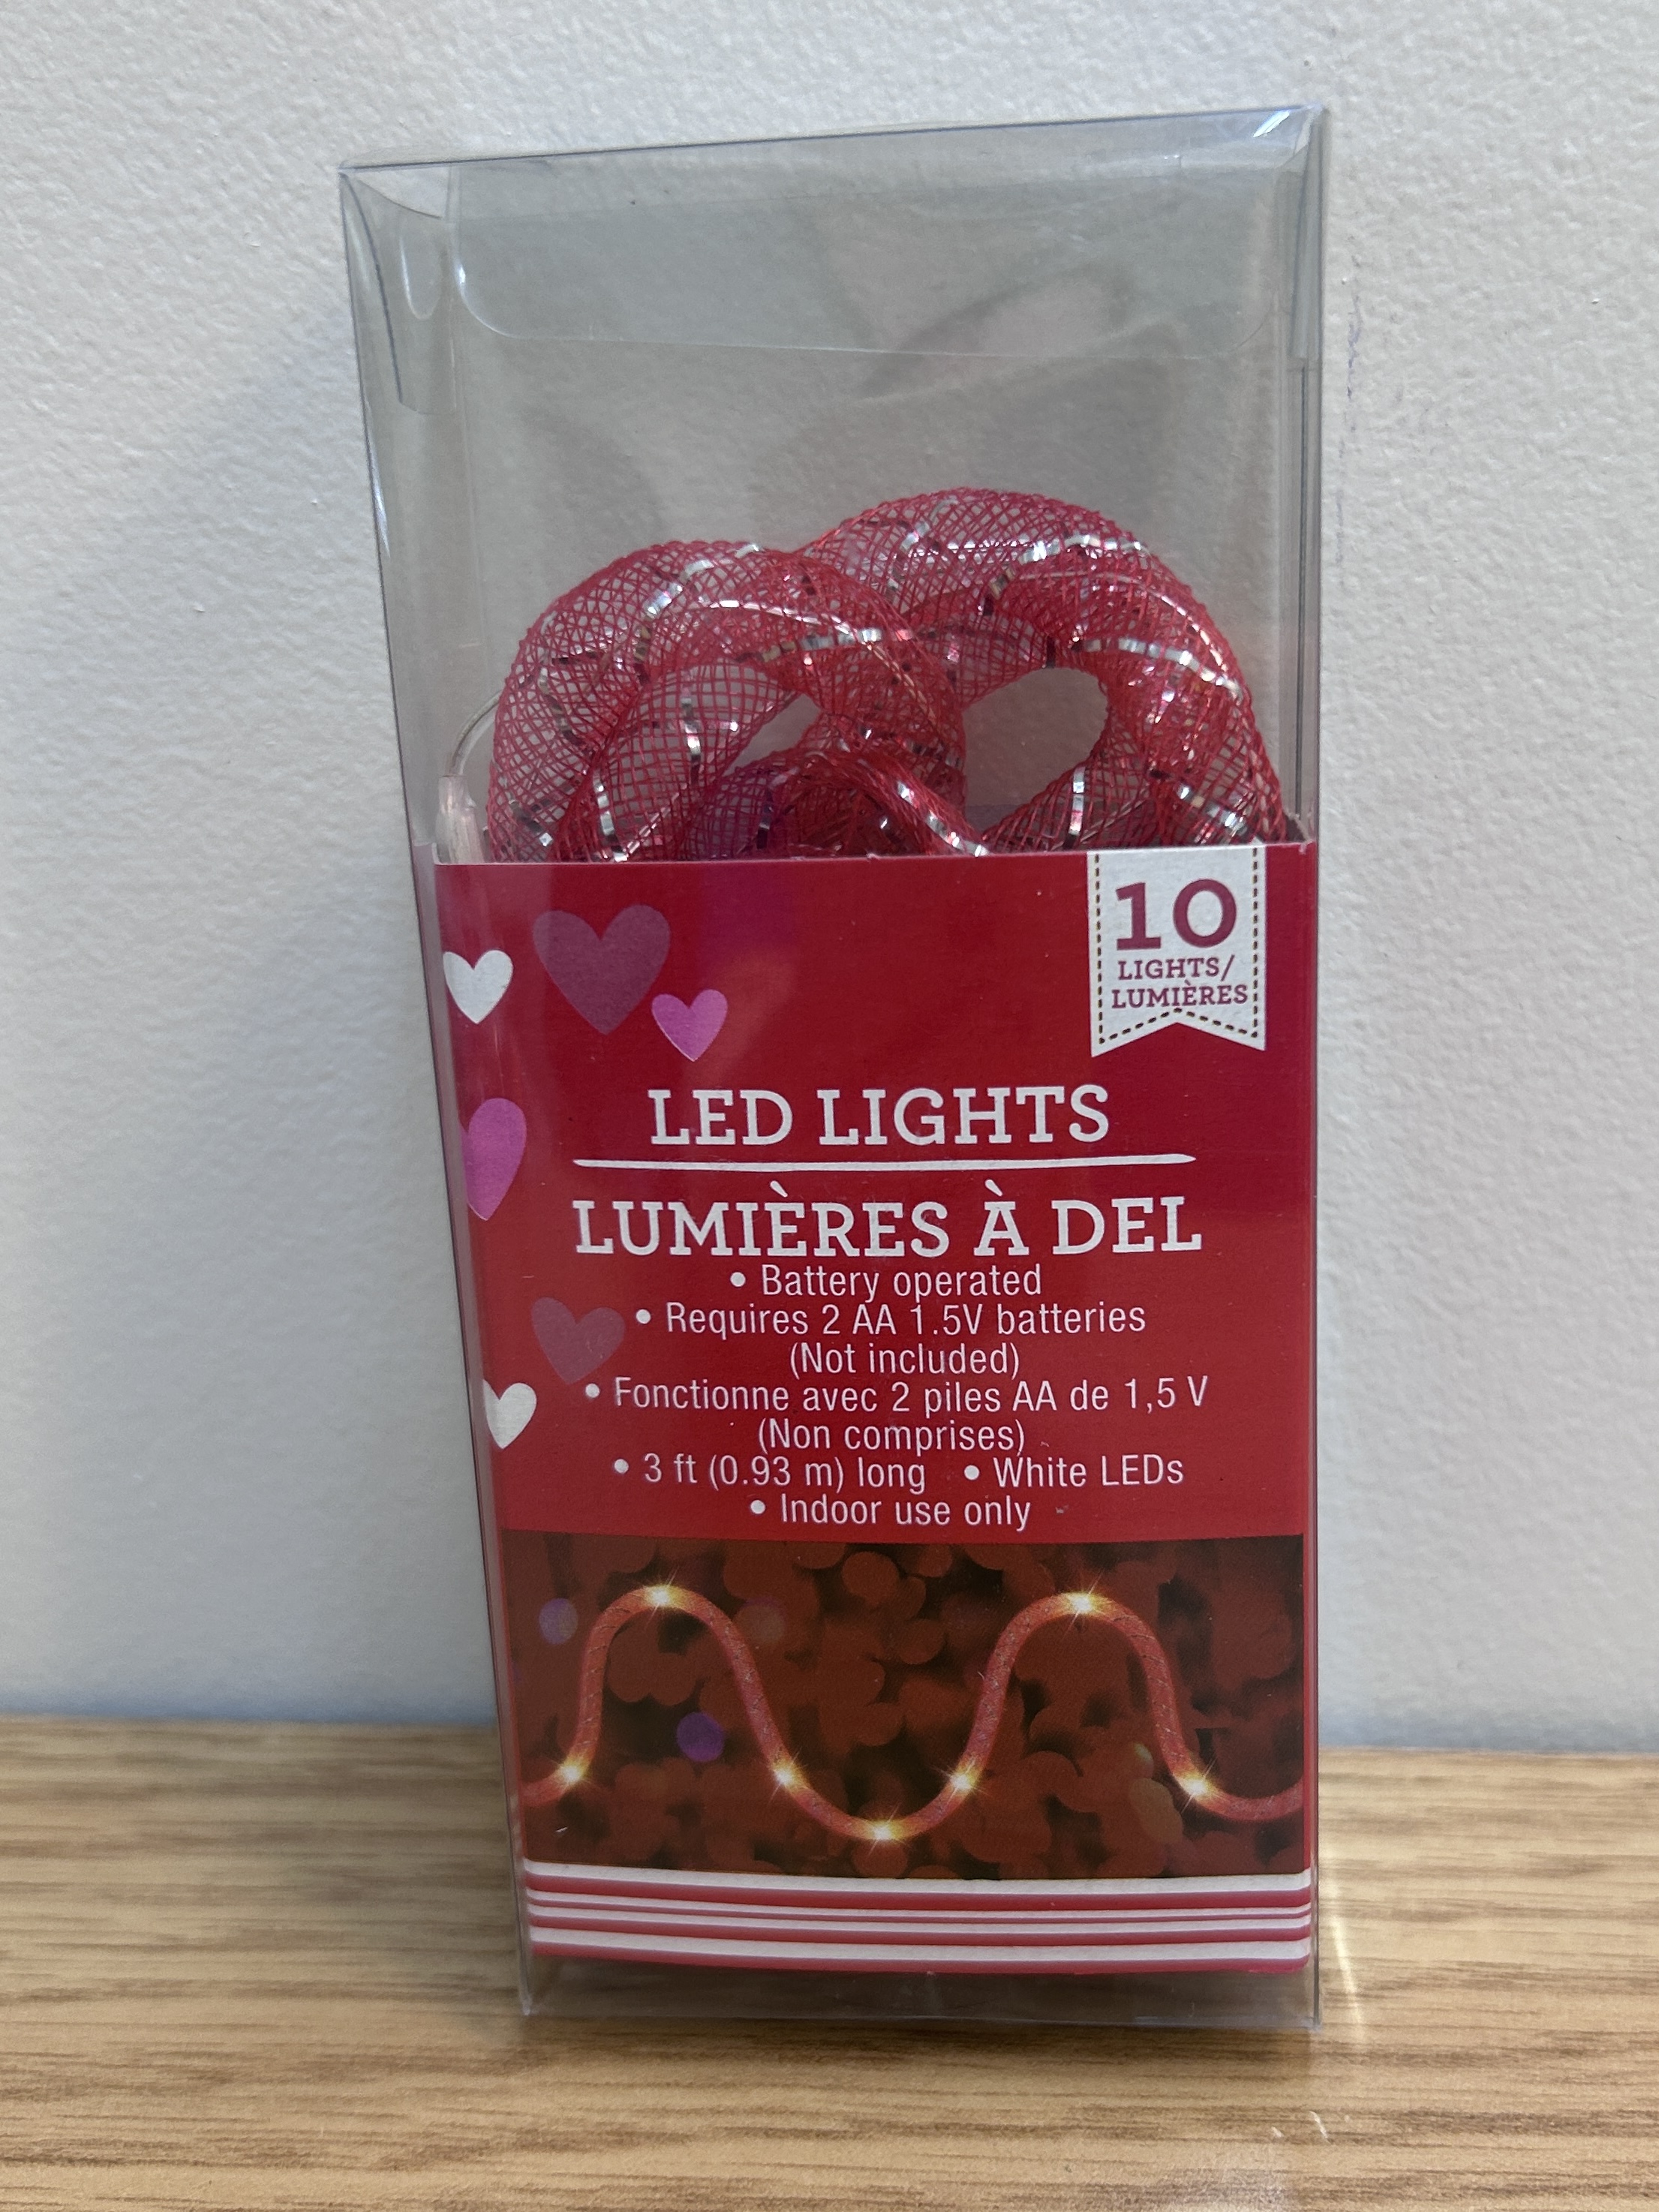 10
LIGHTS/
LUMIÈRES
LED LIGHTS
LUMIÈRES À DEL
• Battery operated
• Requires 2 AA 1.5V batteries
(Not included)
• Fonctionne avec 2 piles AA de 1,5 V
(Non comprises)
• 3 ft (0.93 m) long • White LEDs
• Indoor use only